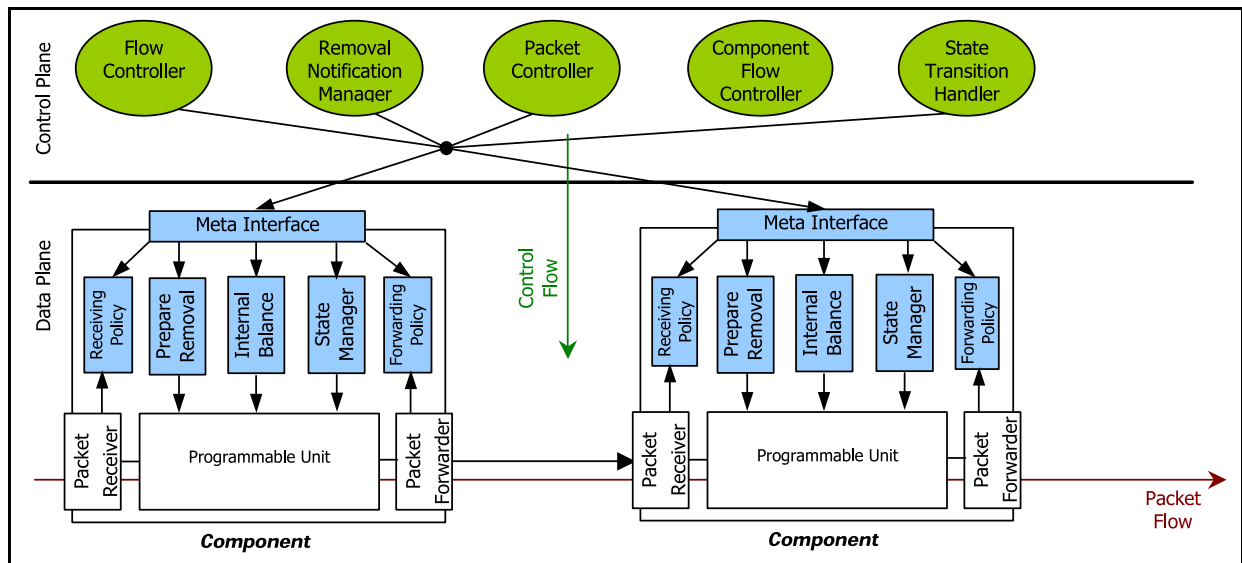 Control Plane
Flow
Controller
Removal
Notification
Manager
Packet
Controller
Component
Flow
Controller
State
Transition
Handler
Data Plane
Meta Interface
Receiving
Policy
Prepare
Removal
Internal
Balance
State
Manager
Forwarding
Policy
Packet
Receiver
Programmable Unit
Packet
Forwarder
Component
Control
Flow
Meta Interface
Receiving
Policy
Prepare
Removal
Internal
Balance
State
Manager
Forwarding
Policy
Packet
Receiver
Programmable Unit
Packet
Forwarder
Component
Packet
Flow